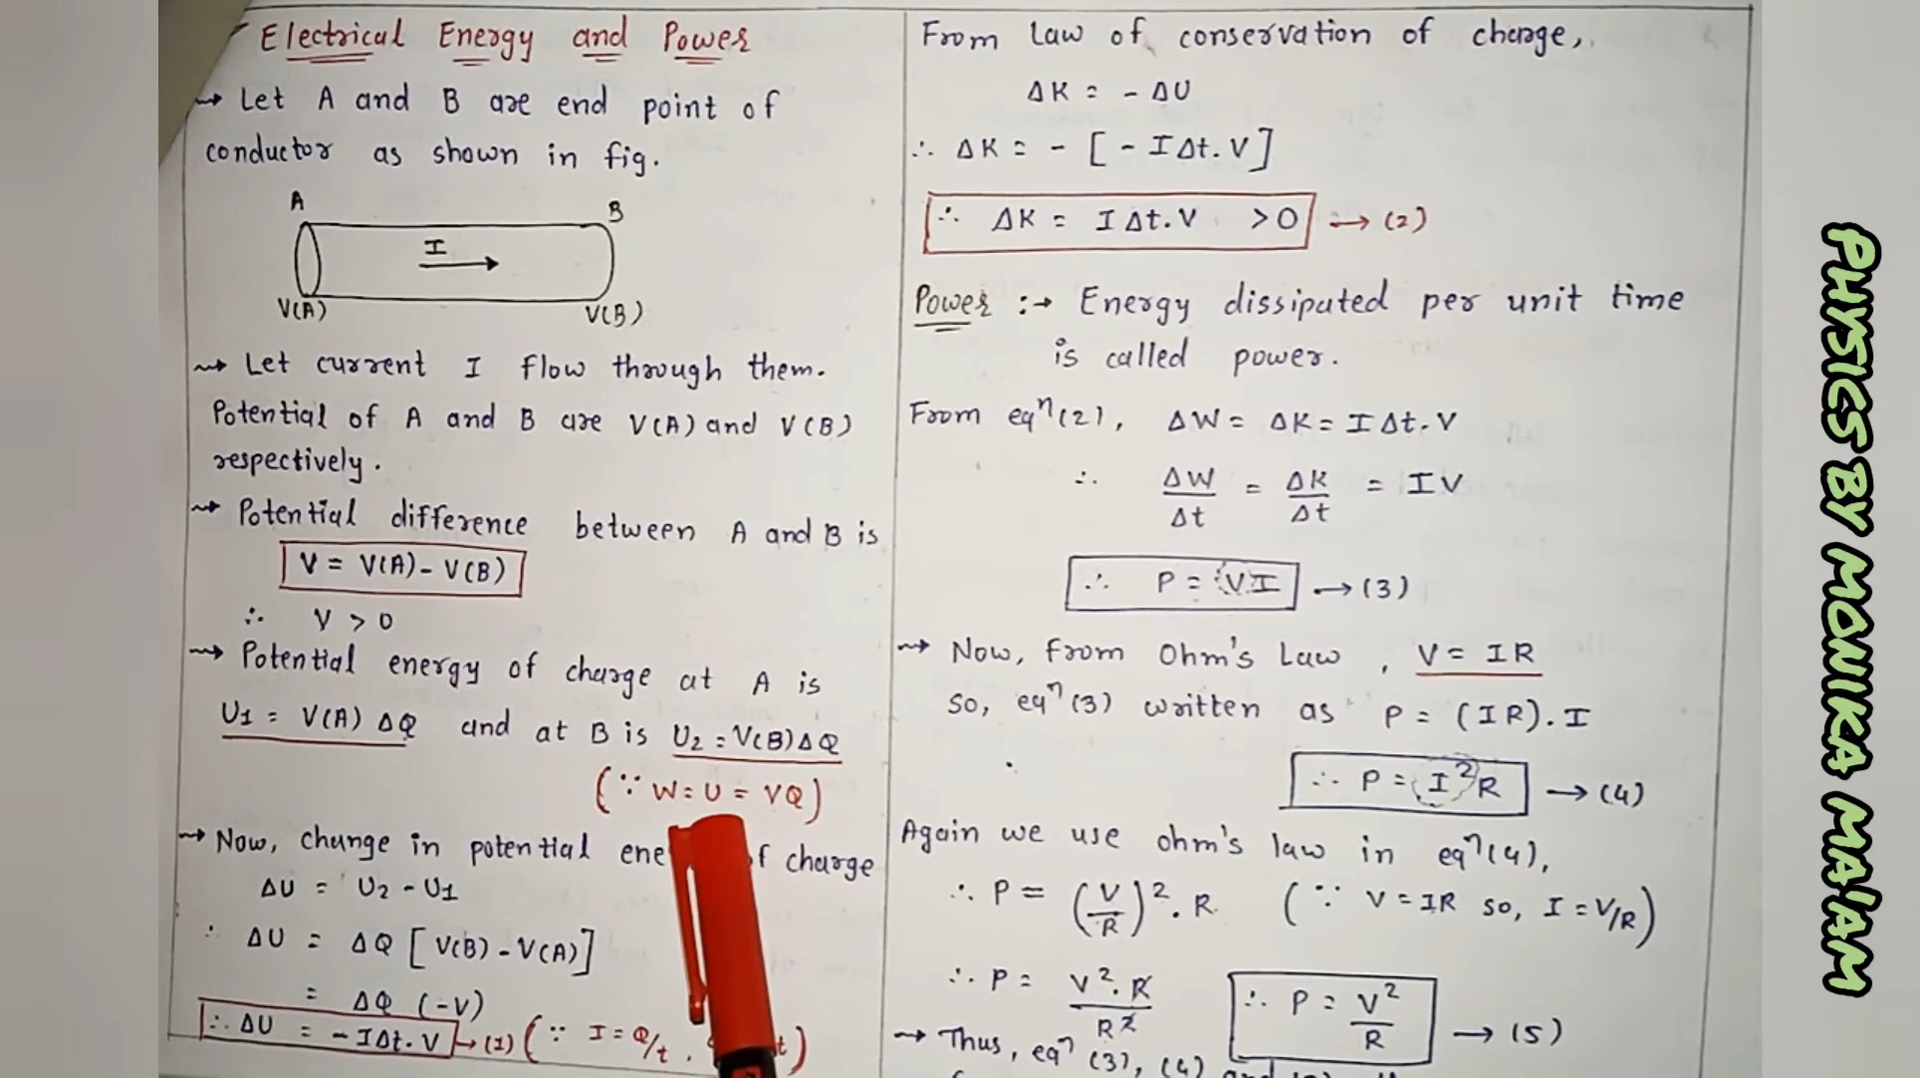 Electrical Energy and Power
⇝ Let A and B are end point of
conductor as shown in fig.
A B
I
V(A) V(B)
⇝ Let current I flow through them.
Potential of A and B are V(A) and V(B)
respectively.
⇝ Potential difference between A and B is
V = V(A) - V(B)
∴ V > 0
⇝ Potential energy of charge at A is
U1 = V(A) ΔQ and at B is U2 = V(B) ΔQ
(∵ W = U = VQ)
⇝ Now, change in potential of charge
ΔU = U2 - U1
∴ ΔU = ΔQ [V(B) - V(A)]
= ΔQ (-V)
∴ ΔU = - IΔt. V → (1) (∵ I = Q/t ,
From law of conservation of charge,
ΔK = - ΔU
∴ ΔK = - [- IΔt. V]
∴ ΔK = IΔt. V > 0 → (2)
Power :→ Energy dissipated per unit time
is called power.
From eqⁿ(2), ΔW = ΔK = IΔt. V
∴ ΔW/Δt = ΔK/Δt = IV
∴ P = VI → (3)
⇝ Now, from Ohm's Law , V = IR
So, eqⁿ(3) written as P = (IR). I
∴ P = I²R → (4)
Again we use ohm's law in eqⁿ(4),
∴ P = (V/R)². R (∵ V = IR so, I = V/R)
∴ P = V². R/R² ∴ P = V²/R → (5)
⇝ Thus, eqⁿ (3), (4) and
PHYSICS BY MONIKA MA'AM